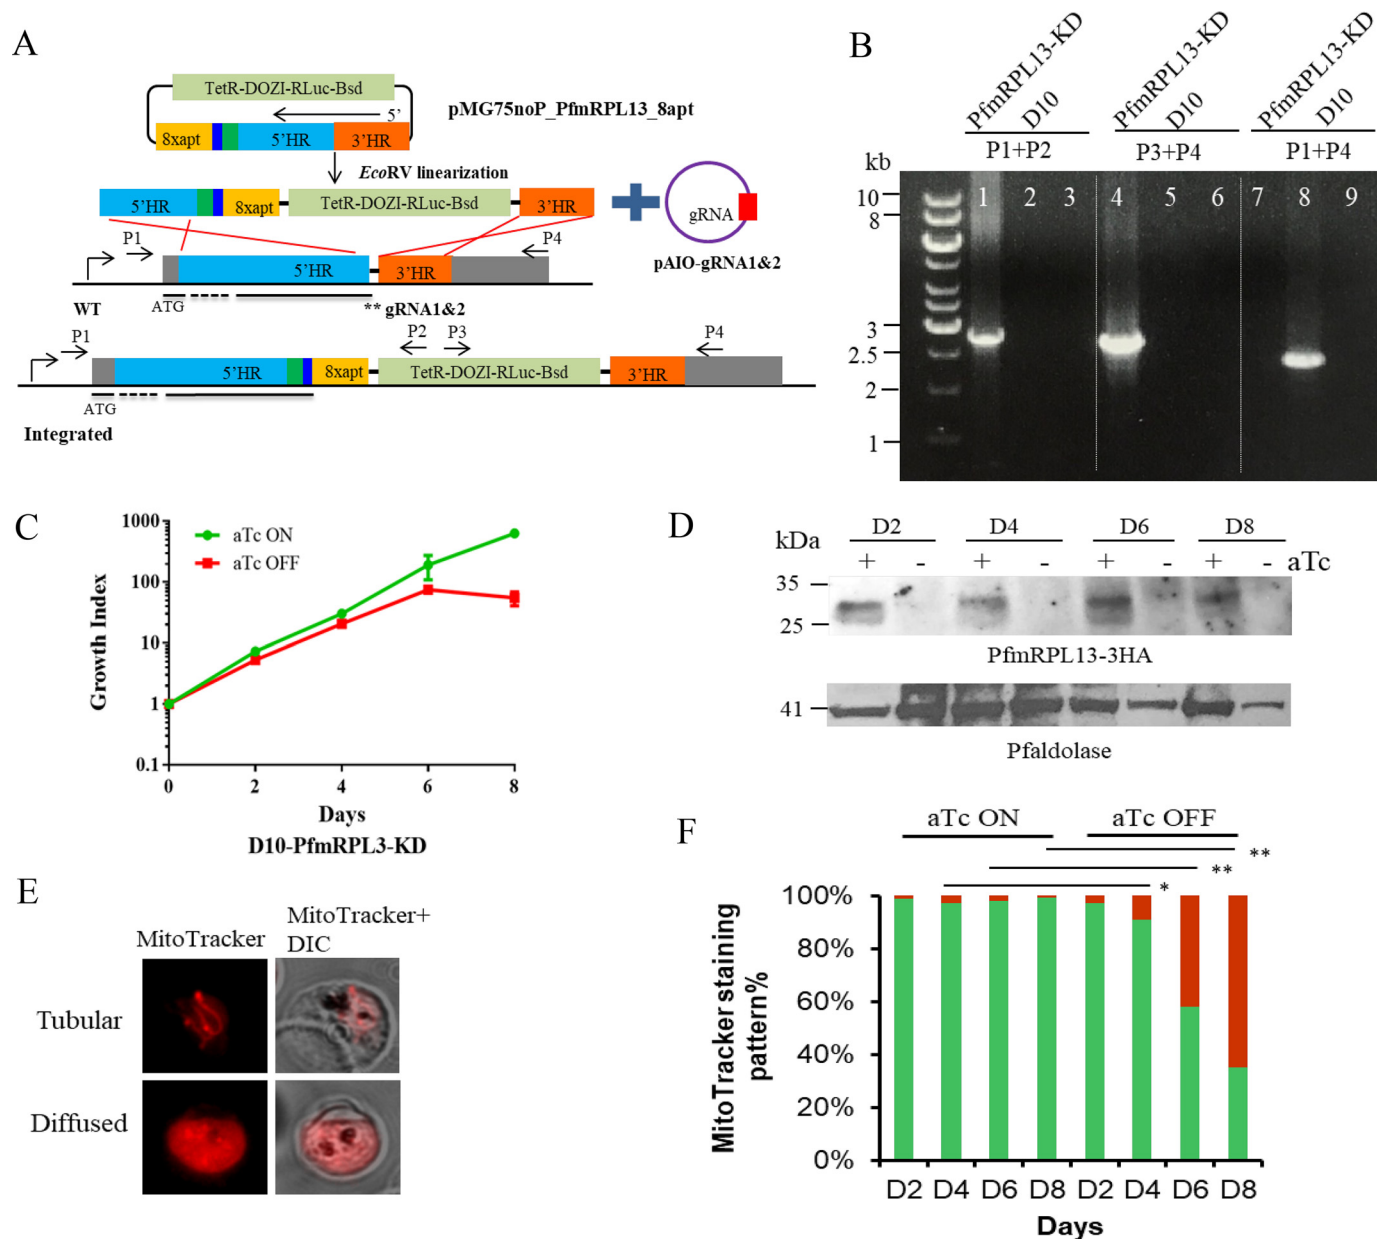 A
TetR-DOZI-RLuc-Bsd
5'
8xapt
5'HR
3'HR
pMG75noP_PfmRPL13_8apt
EcoRV linearization
5'HR
8xapt
TetR-DOZI-RLuc-Bsd
3'HR
gRNA
pAIO-gRNA1&2
P1
P4
5'HR
3'HR
WT
ATG
** gRNA1&2
P1
P2
P3
P4
5'HR
8xapt
TetR-DOZI-RLuc-Bsd
3'HR
ATG
Integrated
B
PfmRPL13-KD
D10
PfmRPL13-KD
D10
PfmRPL13-KD
D10
P1+P2
P3+P4
P1+P4
kb
10
8
3
2.5
2
1
1 2 3 4 5 6 7 8 9
C
aTc ON
aTc OFF
Growth Index
1000
100
10
1
0.1
0 2 4 6 8
Days
D10-PfmRPL3-KD
D
kDa
D2 D4 D6 D8
+ - + - + - + - aTc
35
25
PfmRPL13-3HA
41
Pfaldolase
E
MitoTracker
MitoTracker+
DIC
Tubular
Diffused
F
aTc ON
aTc OFF
**
**
*
MitoTracker staining
pattern%
100%
80%
60%
40%
20%
0%
D2 D4 D6 D8 D2 D4 D6 D8
Days